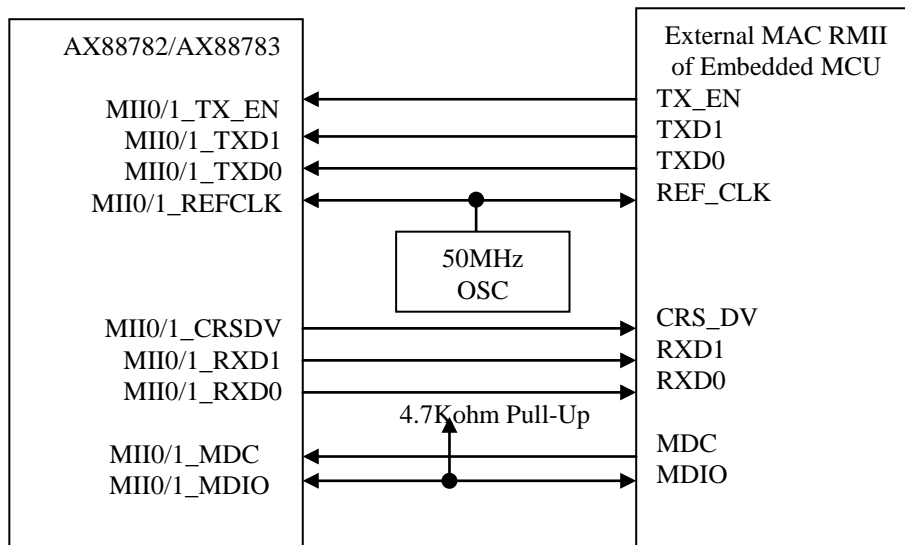 AX88782/AX88783
MII0/1_TX_EN
MII0/1_TXD1
MII0/1_TXD0
MII0/1_REFCLK
MII0/1_CRSDV
MII0/1_RXD1
MII0/1_RXD0
MII0/1_MDC
MII0/1_MDIO
50MHz
OSC
4.7Kohm Pull-Up
External MAC RMII
of Embedded MCU
TX_EN
TXD1
TXD0
REF_CLK
CRS_DV
RXD1
RXD0
MDC
MDIO